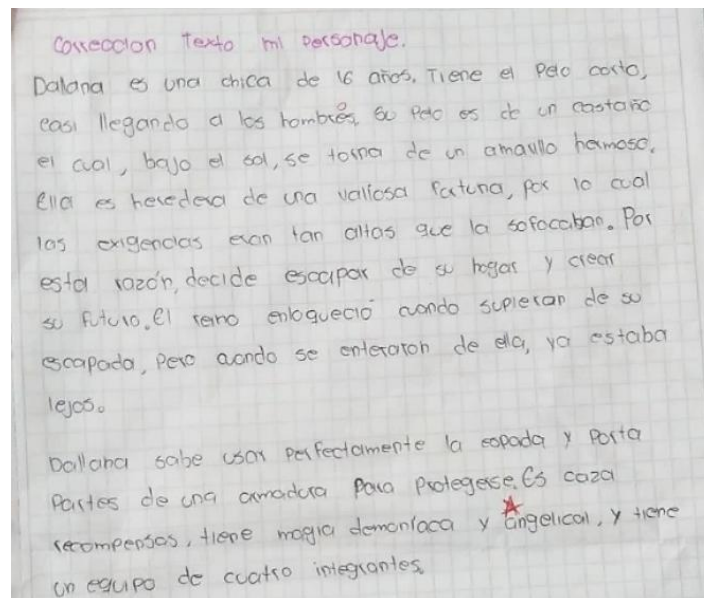 Coreccion Texto mi personaje.
Dalana es una chica de 16 años. Tiene el pelo corto,
casi llegando a los hombres. Su pelo es de un castaño
el cual, bajo el sol, se torna de un amarillo hermoso.
Ella es heredera de una valiosa fortuna, por lo cual
las exigencias eran tan altas que la sofocaban. Por
esta razón, decide escapar de su hogar y crear
su futuro. El reino enloqueció cuando supieran de su
escapada, pero cuando se enteraron de ella, ya estaba
lejos.
Dallana sabe usar perfectamente la espada y porta
partes de una armadura para protegerse. Es caza
recompensas, tiene magia demoníaca y Angelical, y tiene
un equipo de cuatro integrantes.